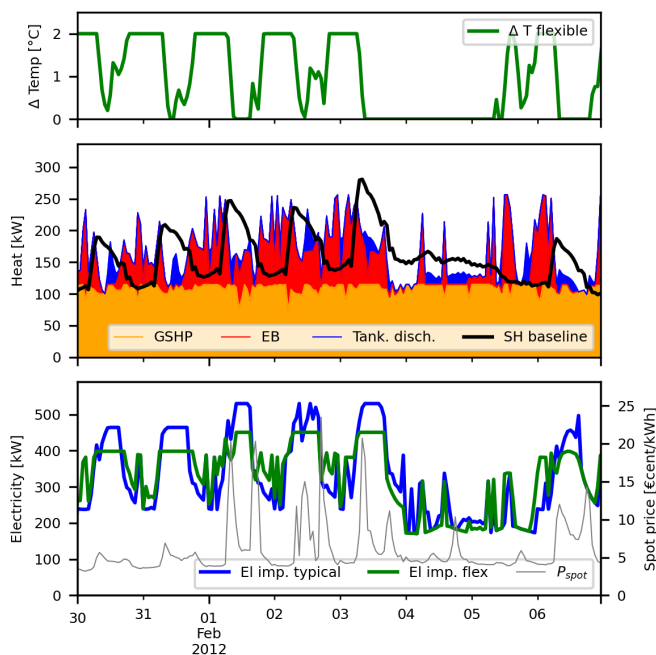 Δ Temp [°C]
2
1
0
Δ T flexible
Heat [kW]
300
250
200
150
100
50
0
GSHP EB Tank. disch. SH baseline
Electricity [kW]
500
400
300
200
100
0
25
20
15
10
5
0
Spot price [€cent/kWh]
El imp. typical El imp. flex P_spot
30 31 01 02 03 04 05 06
Feb
2012